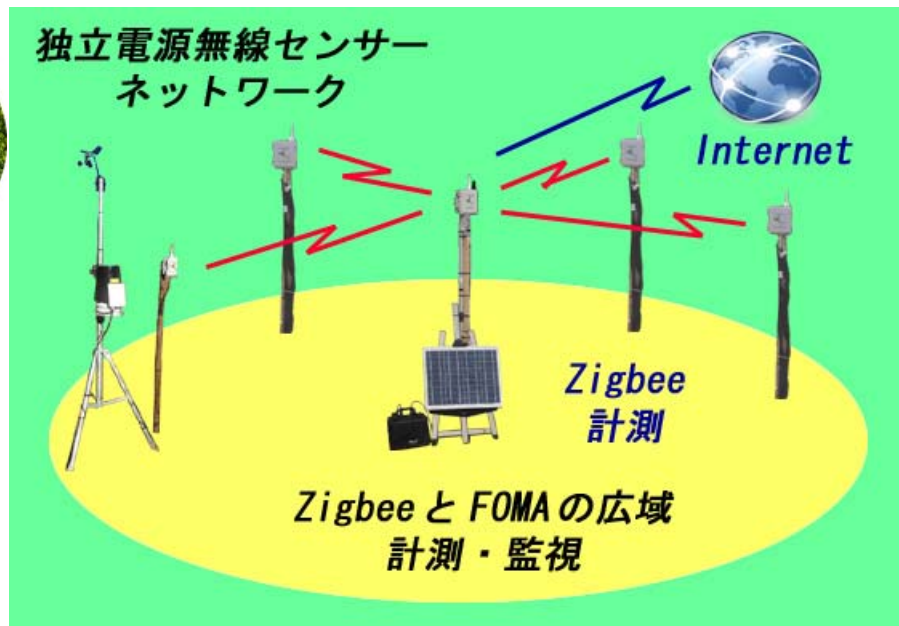 独立電源無線センサー
ネットワーク
Internet
Zigbee
計測
ZigbeeとFOMAの広域
計測・監視